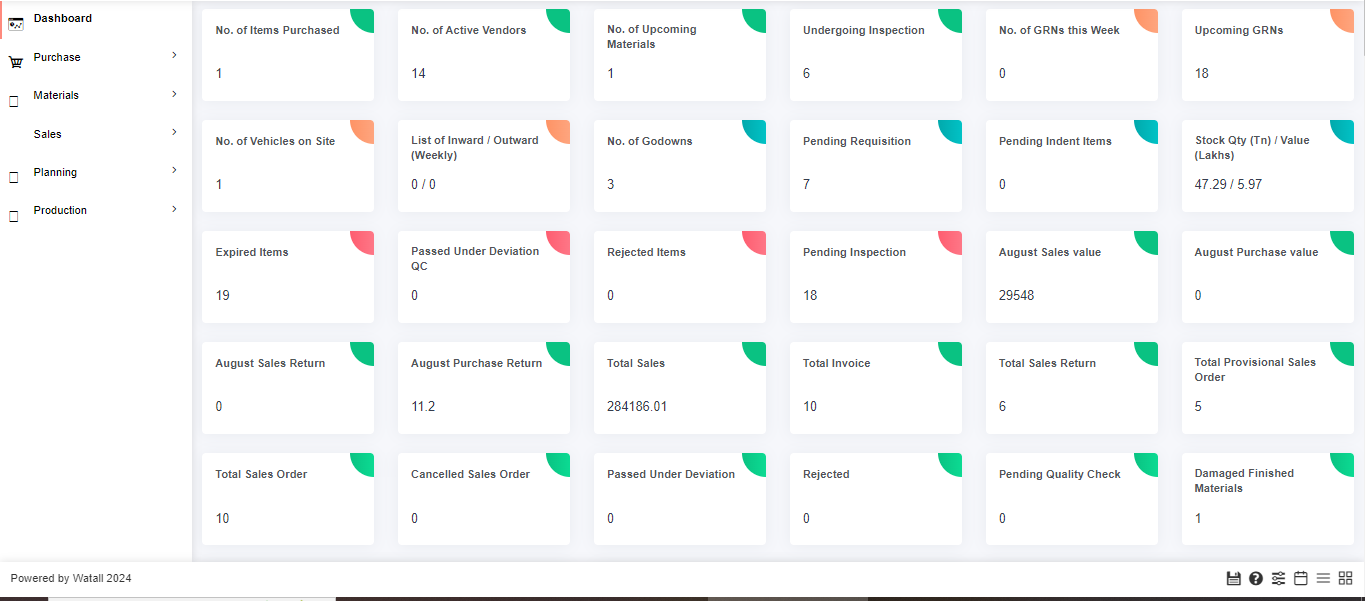 Dashboard
Purchase
Materials
Sales
Planning
Production
No. of Items Purchased
1
No. of Active Vendors
14
No. of Upcoming
Materials
1
Undergoing Inspection
6
No. of GRNs this Week
0
Upcoming GRNs
18
No. of Vehicles on Site
1
List of Inward / Outward
(Weekly)
0 / 0
No. of Godowns
3
Pending Requisition
7
Pending Indent Items
0
Stock Qty (Tn) / Value
(Lakhs)
47.29 / 5.97
Expired Items
19
Passed Under Deviation
QC
0
Rejected Items
0
Pending Inspection
18
August Sales value
29548
August Purchase value
0
August Sales Return
0
August Purchase Return
11.2
Total Sales
284186.01
Total Invoice
10
Total Sales Return
6
Total Provisional Sales
Order
5
Total Sales Order
10
Cancelled Sales Order
0
Passed Under Deviation
0
Rejected
0
Pending Quality Check
0
Damaged Finished
Materials
1
Powered by Watall 2024